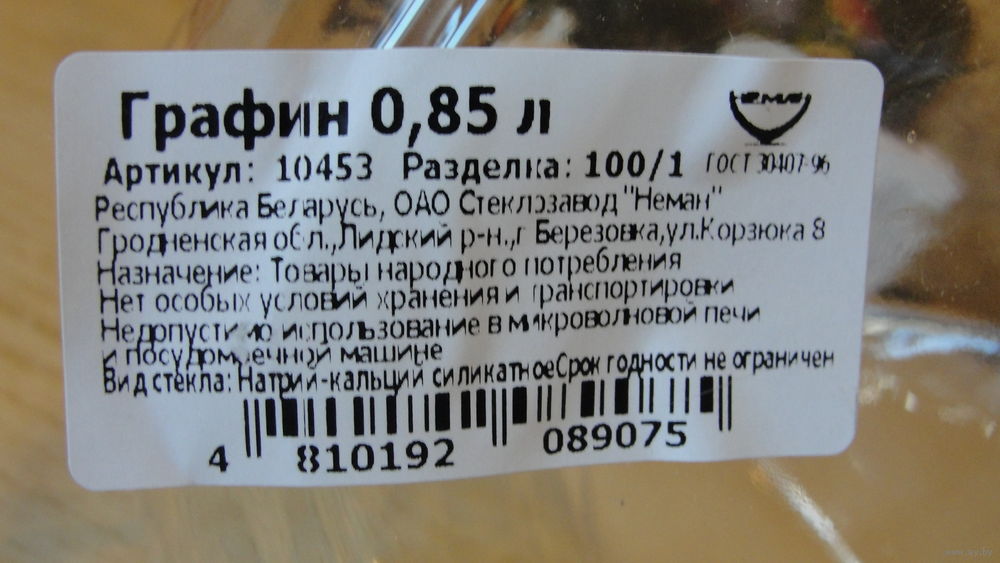 Графин 0,85 л
НЕМАН
Артикул: 10453 Разделка: 100/1 ГОСТ 30407-96
Республика Беларусь, ОАО Стеклозавод "Неман"
Гродненская обл.,Лидский р-н.,г Березовка,ул.Корзюка 8
Назначение: Товары народного потребления
Нет особых условий хранения и транспортировки
Недопустимо использование в микроволновой печи
и посудомоечной машине
Вид стекла: Натрий-кальций силикатноеСрок годности не ограничен
4 810192 089075